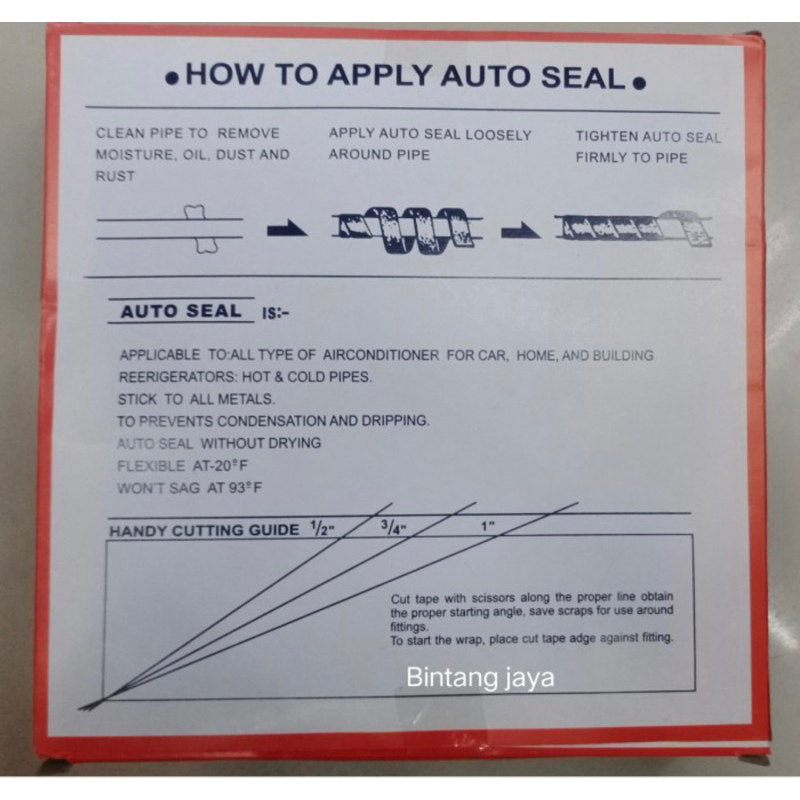 •HOW TO APPLY AUTO SEAL•
CLEAN PIPE TO REMOVE
MOISTURE, OIL, DUST AND
RUST
APPLY AUTO SEAL LOOSELY
AROUND PIPE
TIGHTEN AUTO SEAL
FIRMLY TO PIPE
AUTO SEAL IS:-
APPLICABLE TO:ALL TYPE OF AIRCONDITIONER FOR CAR, HOME, AND BUILDING
REERIGERATORS: HOT & COLD PIPES.
STICK TO ALL METALS.
TO PREVENTS CONDENSATION AND DRIPPING.
AUTO SEAL WITHOUT DRYING
FLEXIBLE AT-20°F
WON'T SAG AT 93°F
HANDY CUTTING GUIDE 1/2" 3/4" 1"
Cut tape with scissors along the proper line obtain
the proper starting angle, save scraps for use around
fittings.
To start the wrap, place cut tape adge against fitting.
Bintang jaya